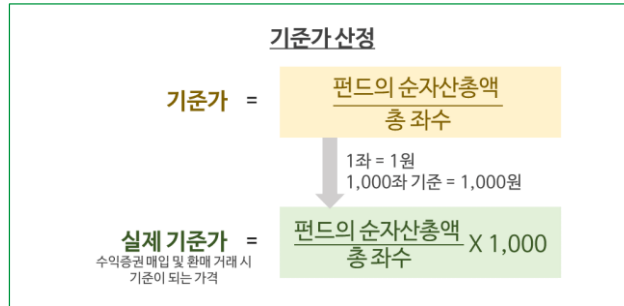 기준가 산정
기준가 = 펀드의 순자산총액
총 좌수
1좌 = 1원
1,000좌 기준 = 1,000원
실제 기준가 = 펀드의 순자산총액
총 좌수
X 1,000
수익증권 매입 및 환매 거래 시
기준이 되는 가격